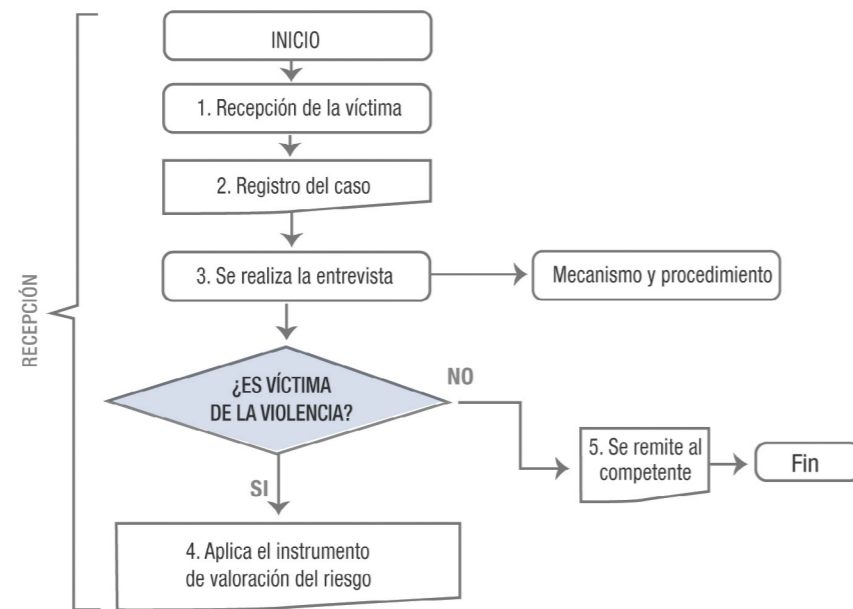 RECEPCIÓN
INICIO
1. Recepción de la víctima
2. Registro del caso
3. Se realiza la entrevista
Mecanismo y procedimiento
¿ES VÍCTIMA
DE LA VIOLENCIA?
NO
5. Se remite al
competente
Fin
SI
4. Aplica el instrumento
de valoración del riesgo